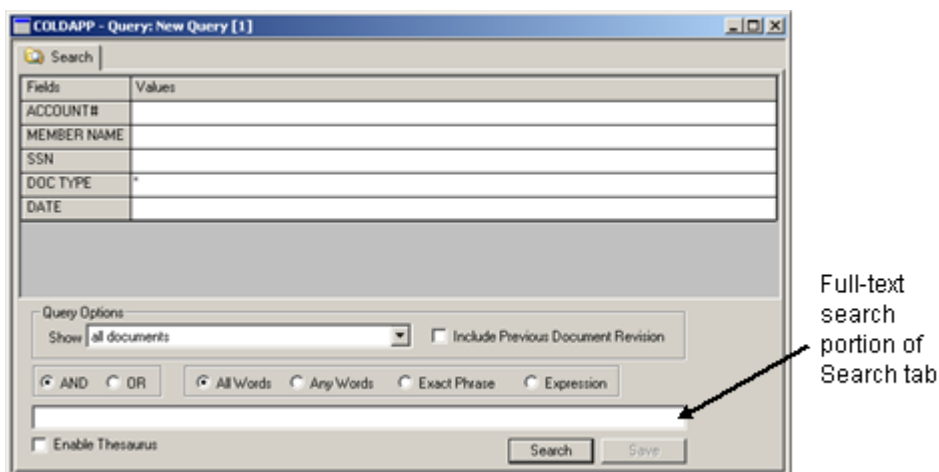 COLDAPP - Query: New Query [1]
Search
Fields Values
ACCOUNT#
MEMBER NAME
SSN
DOC TYPE *
DATE
Query Options
Show all documents Include Previous Document Revision
AND OR All Words Any Words Exact Phrase Expression
Enable Thesaurus Search Save
Full-text
search
portion of
Search tab